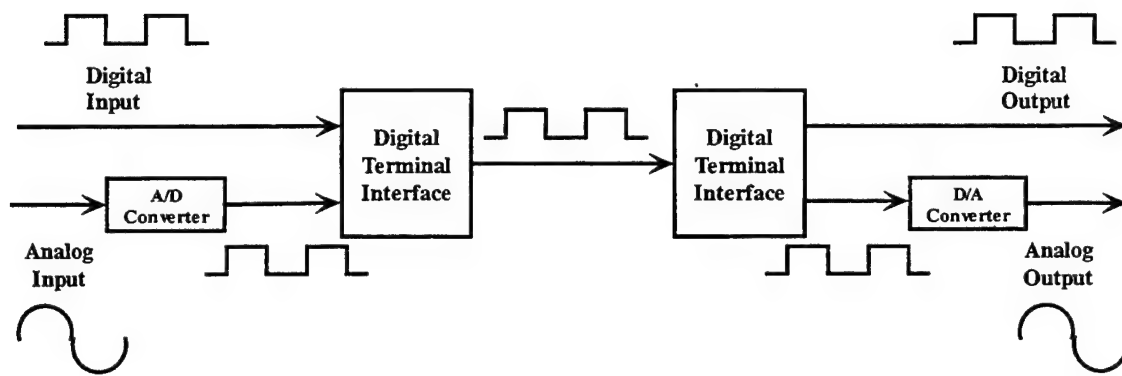 Digital
Input
Digital
Output
Digital
Terminal
Interface
Digital
Terminal
Interface
A/D
Converter
D/A
Converter
Analog
Input
Analog
Output